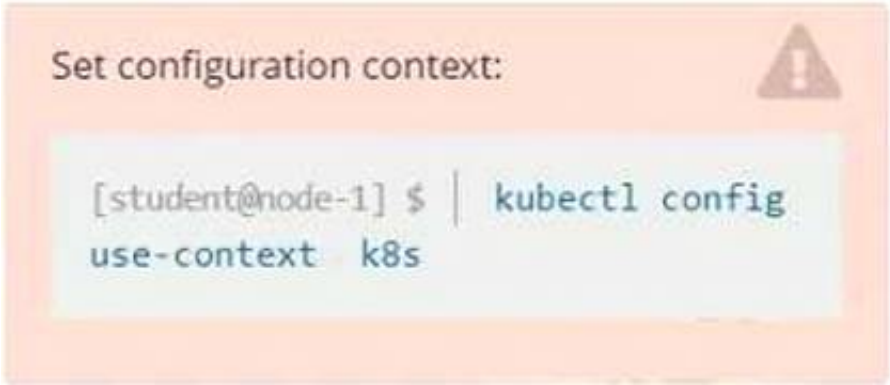 Set configuration context:
[student@node-1] $ | kubectl config
use-context k8s